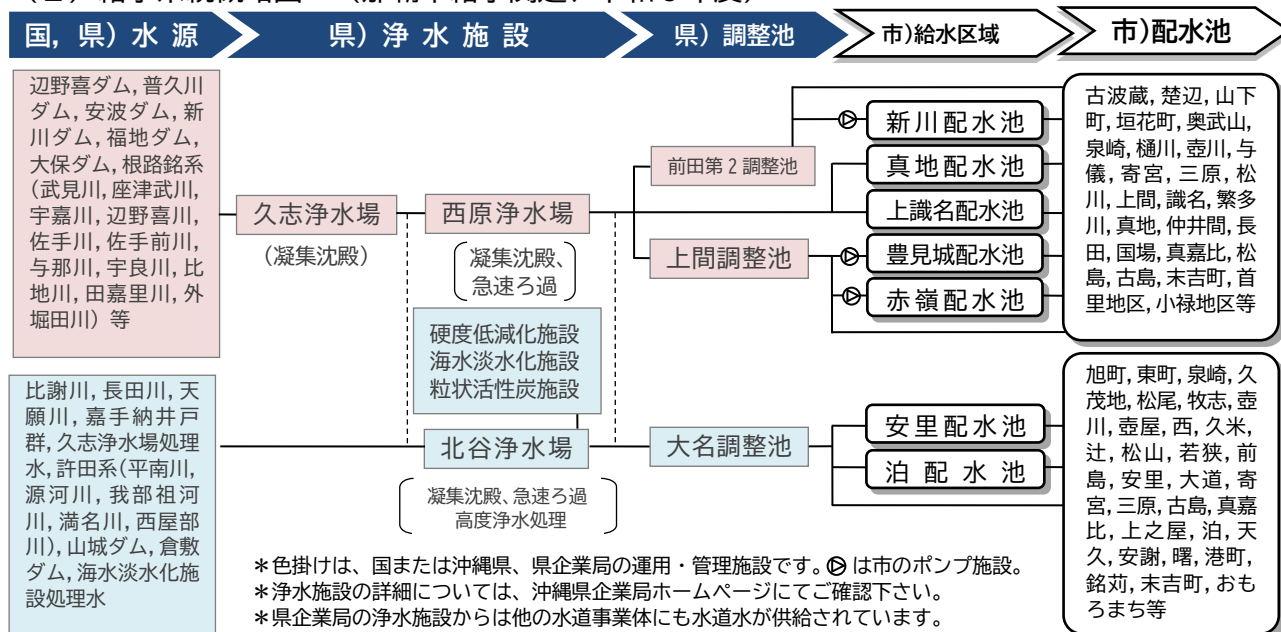 国，県）水 源
県）浄 水 施 設
県）調整池
市)給水区域
市)配水池
辺野喜ダム，普久川
ダム，安波ダム，新
川ダム，福地ダム，
大保ダム，根路銘系
（武見川，座津武川，
宇嘉川，辺野喜川，
佐手川，佐手前川，
与那川，宇良川，比
地川，田嘉里川，外
堀田川）等
久志浄水場
（凝集沈殿）
西原浄水場
凝集沈殿、
急速ろ過
前田第２調整池
上間調整池
新川配水池
真地配水池
上識名配水池
豊見城配水池
赤嶺配水池
古波蔵，楚辺，山下
町，垣花町，奥武山，
泉崎，樋川，壺川，与
儀，寄宮，三原，松
川，上間，識名，繁多
川，真地，仲井間，長
田，国場，真嘉比，松
島，古島，末吉町，首
里地区，小禄地区等
硬度低減化施設
海水淡水化施設
粒状活性炭施設
比謝川，長田川，天
願川，嘉手納井戸
群，久志浄水場処理
水，許田系（平南川，
源河川，我部祖河
川，満名川，西屋部
川），山城ダム，倉敷
ダム，海水淡水化施
設処理水
北谷浄水場
凝集沈殿、急速ろ過
高度浄水処理
大名調整池
安里配水池
泊 配 水 池
旭町，東町，泉崎，久
茂地，松尾，牧志，壺
川，壺屋，西，久米，
辻，松山，若狭，前
島，安里，大道，寄
宮，三原，古島，真嘉
比，上之屋，泊，天
久，安謝，曙，港町，
銘苅，末吉町，おも
ろまち等
＊色掛けは、国または沖縄県、県企業局の運用・管理施設です。 は市のポンプ施設。
＊浄水施設の詳細については、沖縄県企業局ホームページにてご確認下さい。
＊県企業局の浄水施設からは他の水道事業体にも水道水が供給されています。